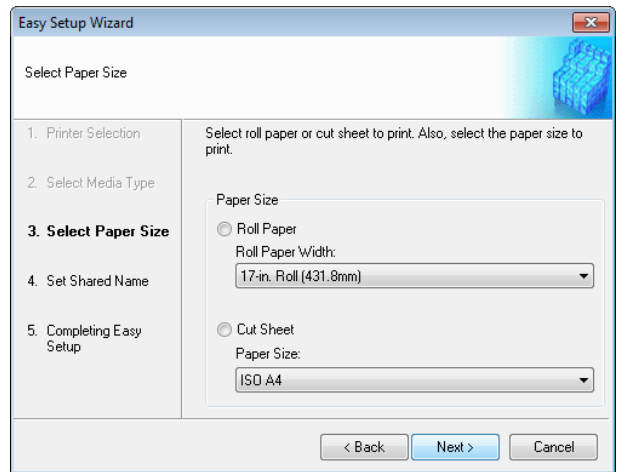 Easy Setup Wizard
Select Paper Size
1. Printer Selection
2. Select Media Type
3. Select Paper Size
4. Set Shared Name
5. Completing Easy
Setup
Select roll paper or cut sheet to print. Also, select the paper size to
print.
Paper Size
Roll Paper
Roll Paper Width:
17-in. Roll (431.8mm)
Cut Sheet
Paper Size:
ISO A4
< Back
Next >
Cancel